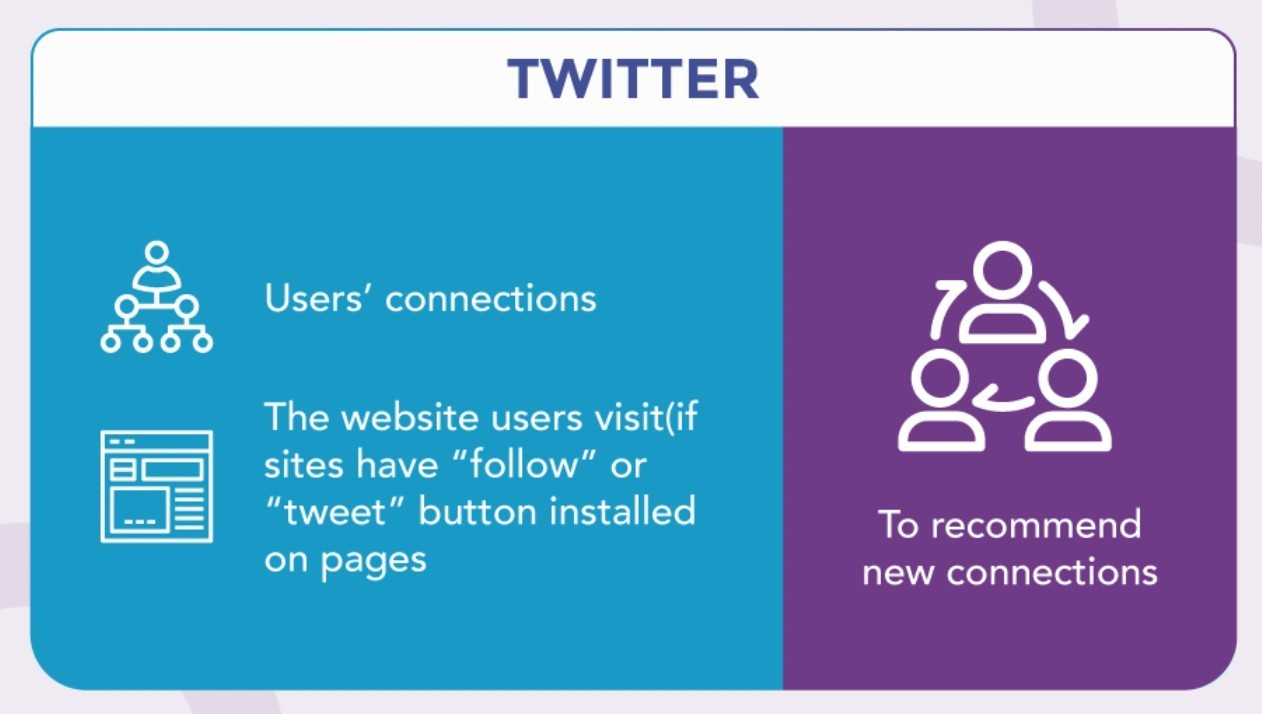 TWITTER
Users’ connections
The website users visit(if
sites have “follow” or
“tweet” button installed
on pages
To recommend
new connections